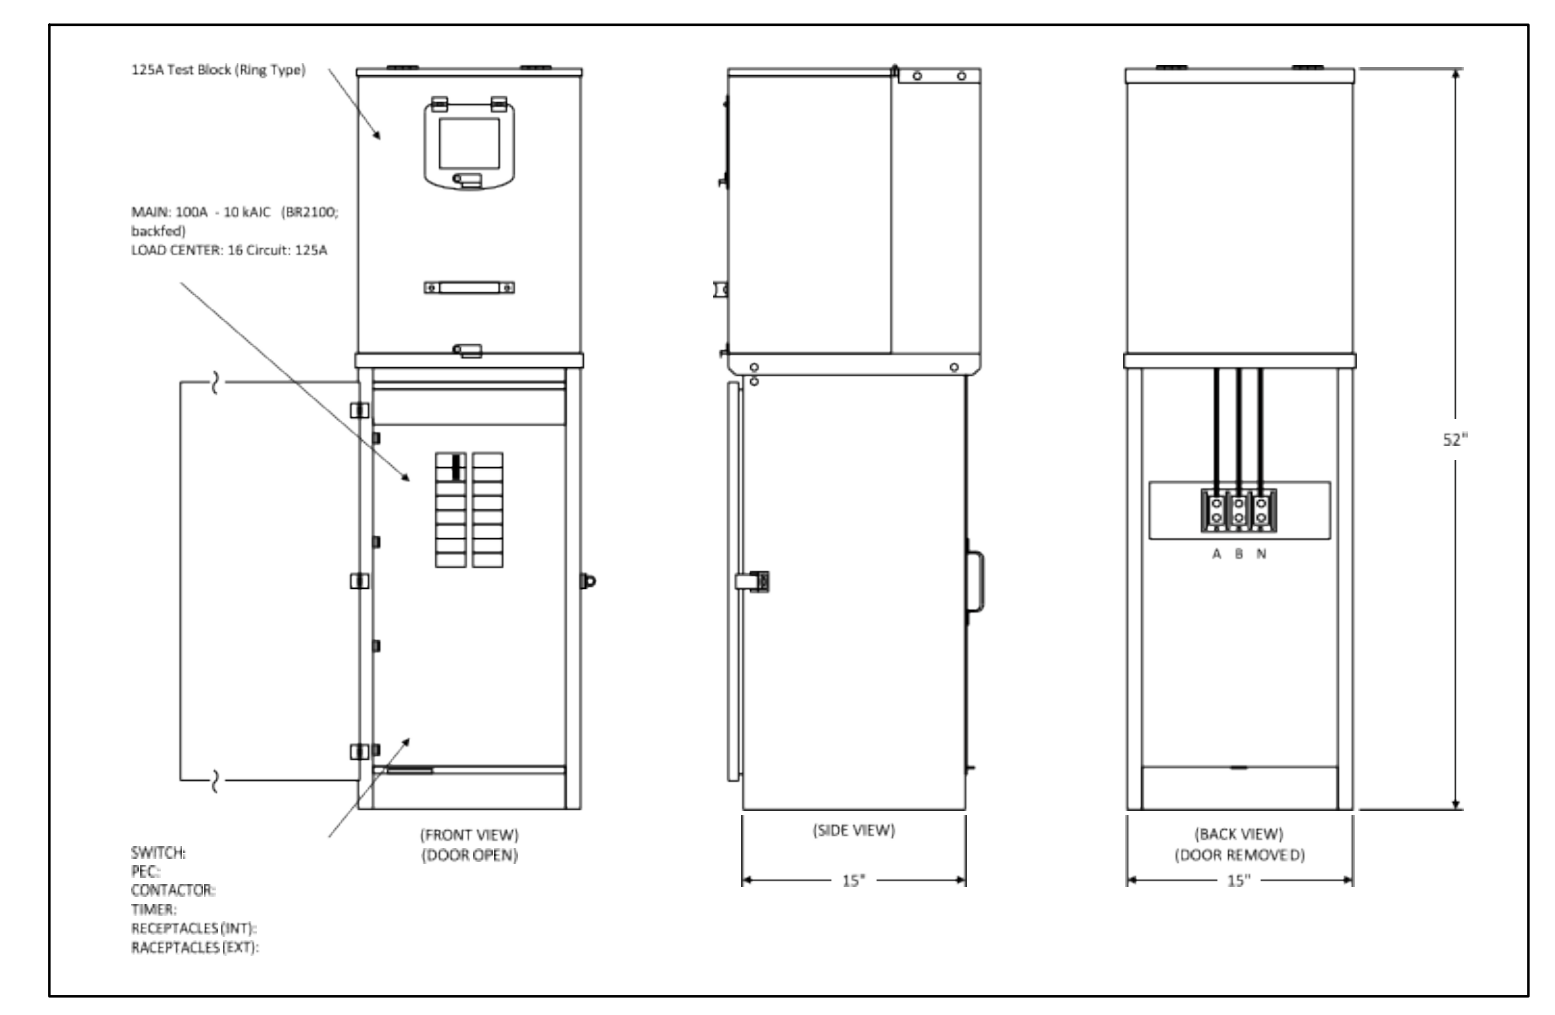 125A Test Block (Ring Type)
MAIN: 100A - 10 kAIC (BR2100;
backfed)
LOAD CENTER: 16 Circuit: 125A
52"
A B N
(FRONT VIEW)
(DOOR OPEN)
(SIDE VIEW)
(BACK VIEW)
(DOOR REMOVED)
15"
15"
SWITCH:
PEC:
CONTACTOR:
TIMER:
RECEPTACLES (INT):
RACEPTACLES (EXT):